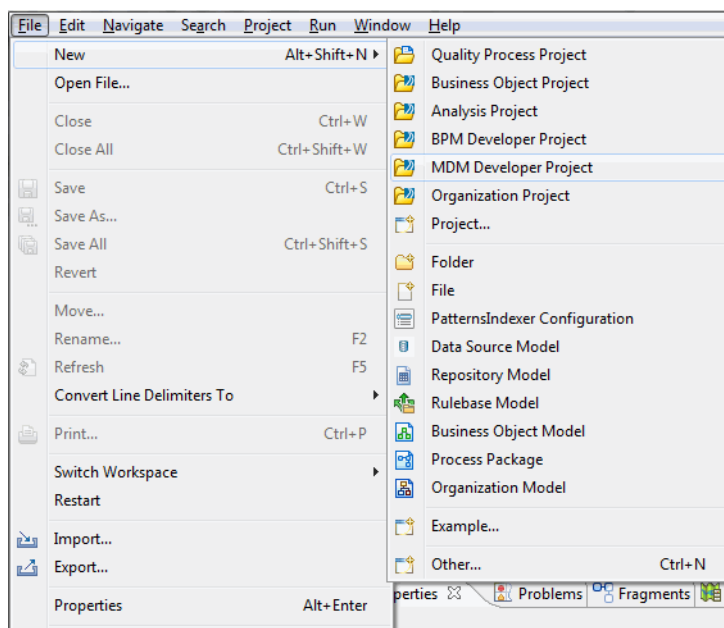 File Edit Navigate Search Project Run Window Help
New Alt+Shift+N
Open File...
Close Ctrl+W
Close All Ctrl+Shift+W
Save Ctrl+S
Save As...
Save All Ctrl+Shift+S
Revert
Move...
Rename... F2
Refresh F5
Convert Line Delimiters To
Print... Ctrl+P
Switch Workspace
Restart
Import...
Export...
Properties Alt+Enter
Quality Process Project
Business Object Project
Analysis Project
BPM Developer Project
MDM Developer Project
Organization Project
Project...
Folder
File
PatternsIndexer Configuration
Data Source Model
Repository Model
Rulebase Model
Business Object Model
Process Package
Organization Model
Example...
Other... Ctrl+N
perties Problems Fragments